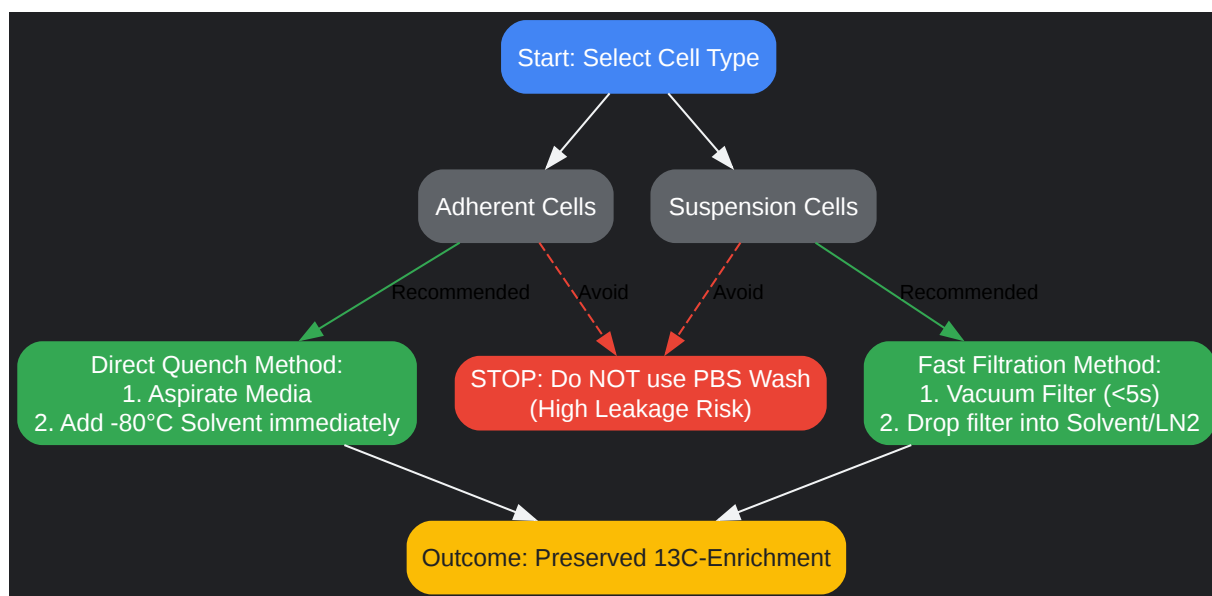 Start: Select Cell Type
Adherent Cells
Suspension Cells
Recommended
Avoid
Avoid
Recommended
Direct Quench Method:
1. Aspirate Media
2. Add -80°C Solvent immediately
STOP: Do NOT use PBS Wash
(High Leakage Risk)
Fast Filtration Method:
1. Vacuum Filter (<5s)
2. Drop filter into Solvent/LN2
Outcome: Preserved 13C-Enrichment